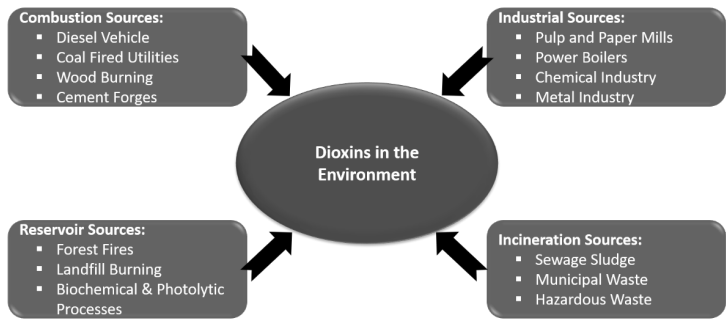 Combustion Sources:
▪ Diesel Vehicle
▪ Coal Fired Utilities
▪ Wood Burning
▪ Cement Forges
Industrial Sources:
▪ Pulp and Paper Mills
▪ Power Boilers
▪ Chemical Industry
▪ Metal Industry
Dioxins in the
Environment
Reservoir Sources:
▪ Forest Fires
▪ Landfill Burning
▪ Biochemical & Photolytic
Processes
Incineration Sources:
▪ Sewage Sludge
▪ Municipal Waste
▪ Hazardous Waste